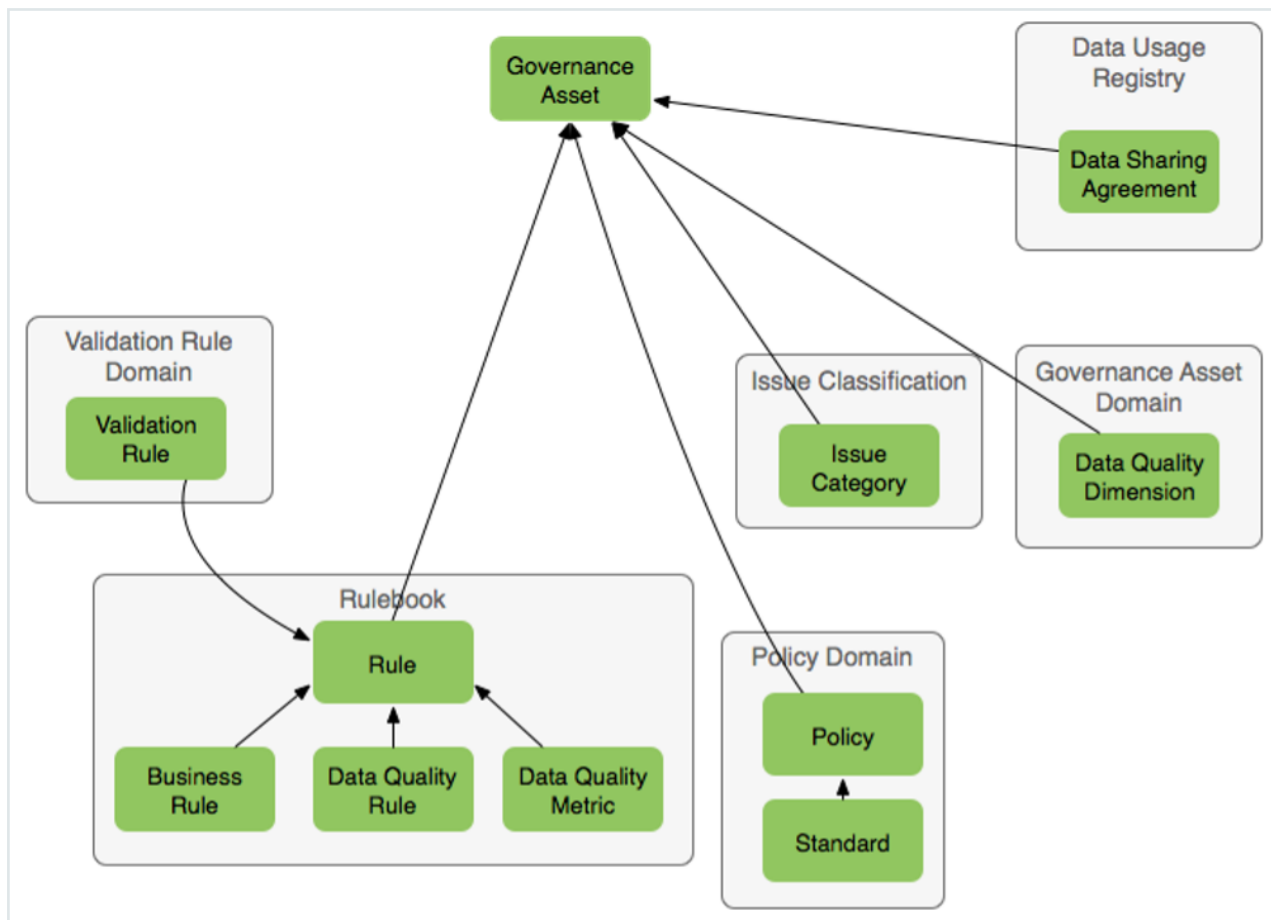 Governance
Asset
Data Usage
Registry
Data Sharing
Agreement
Validation Rule
Domain
Validation
Rule
Issue Classification
Issue
Category
Governance Asset
Domain
Data Quality
Dimension
Rulebook
Rule
Business
Rule
Data Quality
Rule
Data Quality
Metric
Policy Domain
Policy
Standard